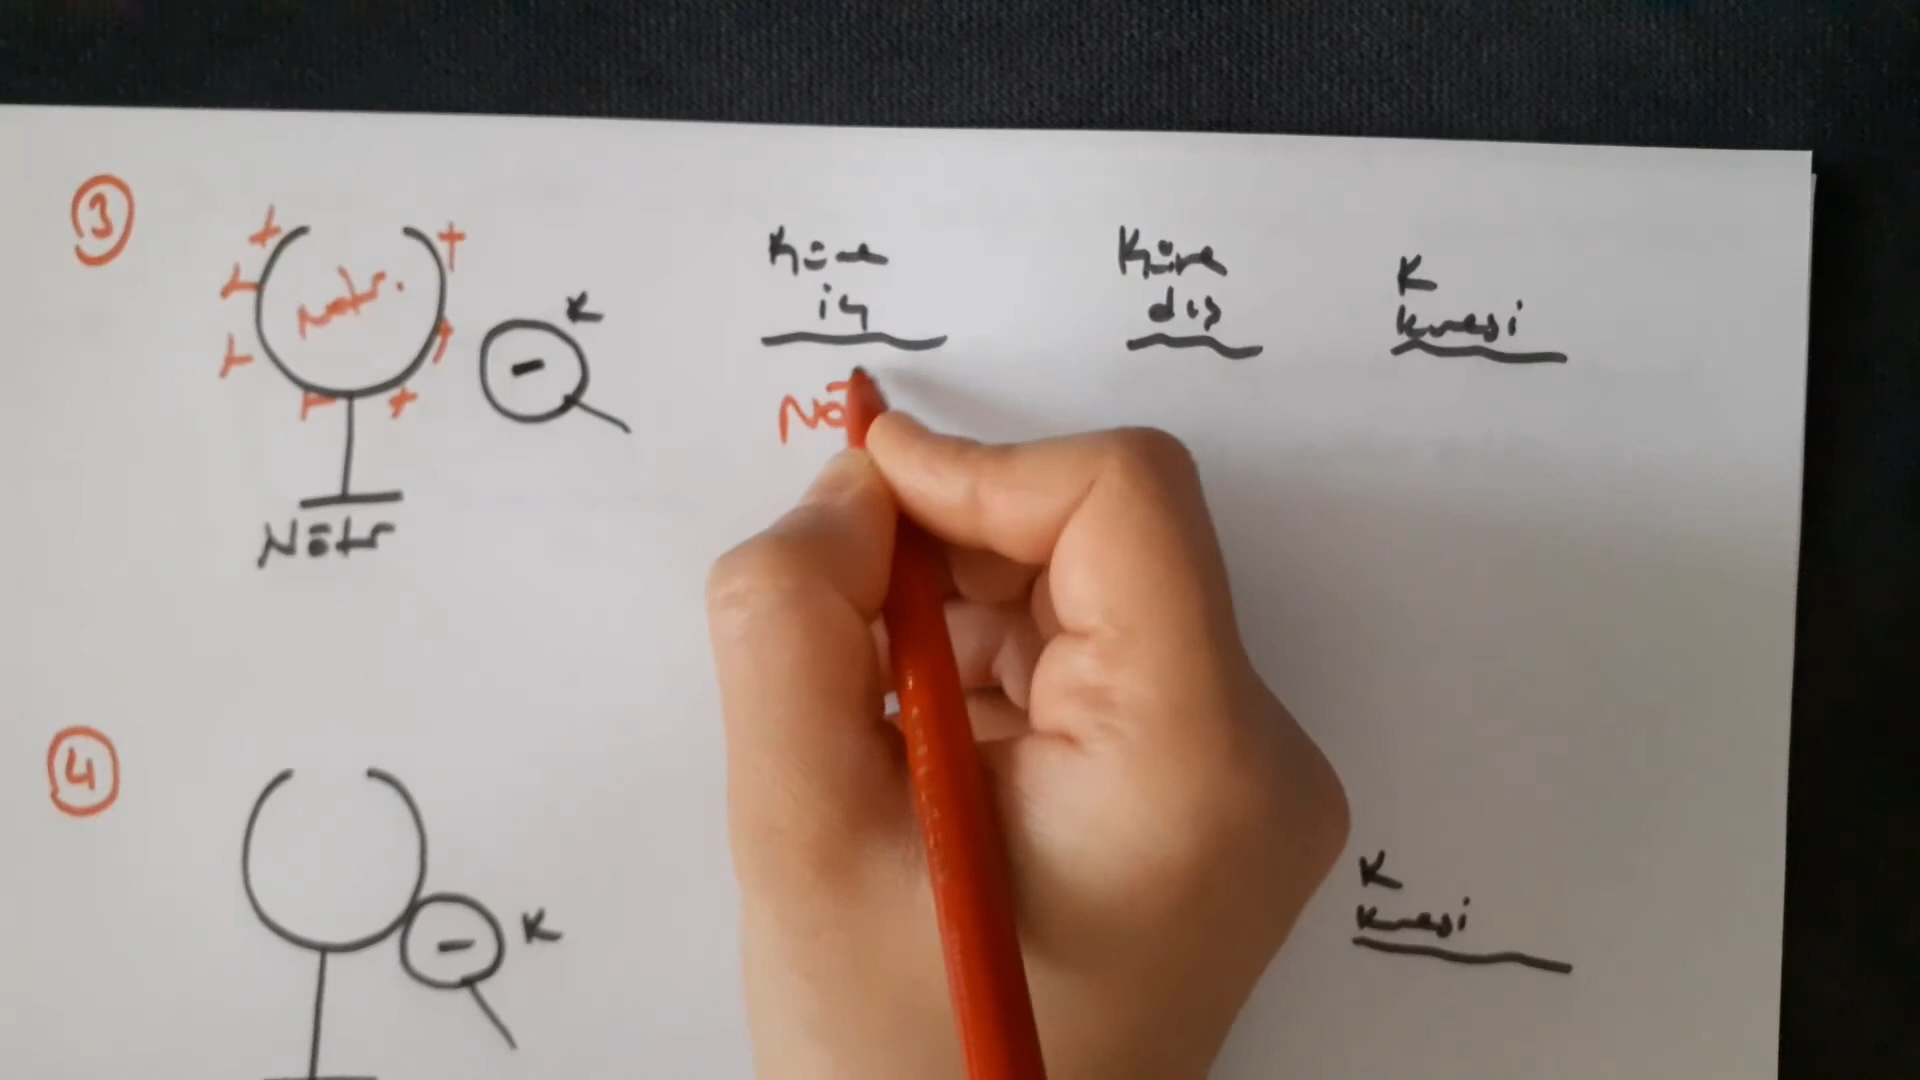 3
+ +
+ Nötr. K
+ +
-
+ +
Nötr
Küre
iç
Küre
dış
K
küresi
Nö
4
K
-
K
küresi